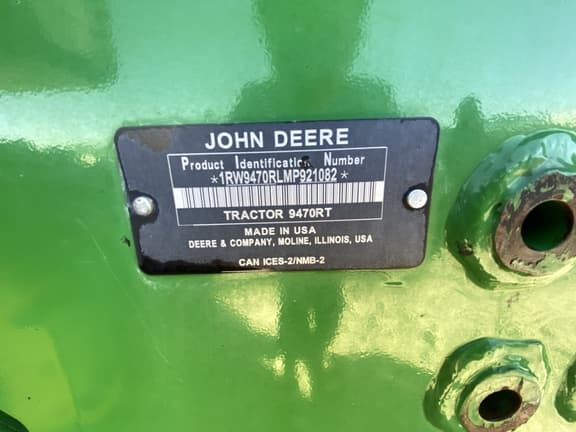 JOHN DEERE
Product Identification Number
*1RW9470RLMP921082*
TRACTOR 9470RT
MADE IN USA
DEERE & COMPANY, MOLINE, ILLINOIS, USA
CAN ICES-2/NMB-2